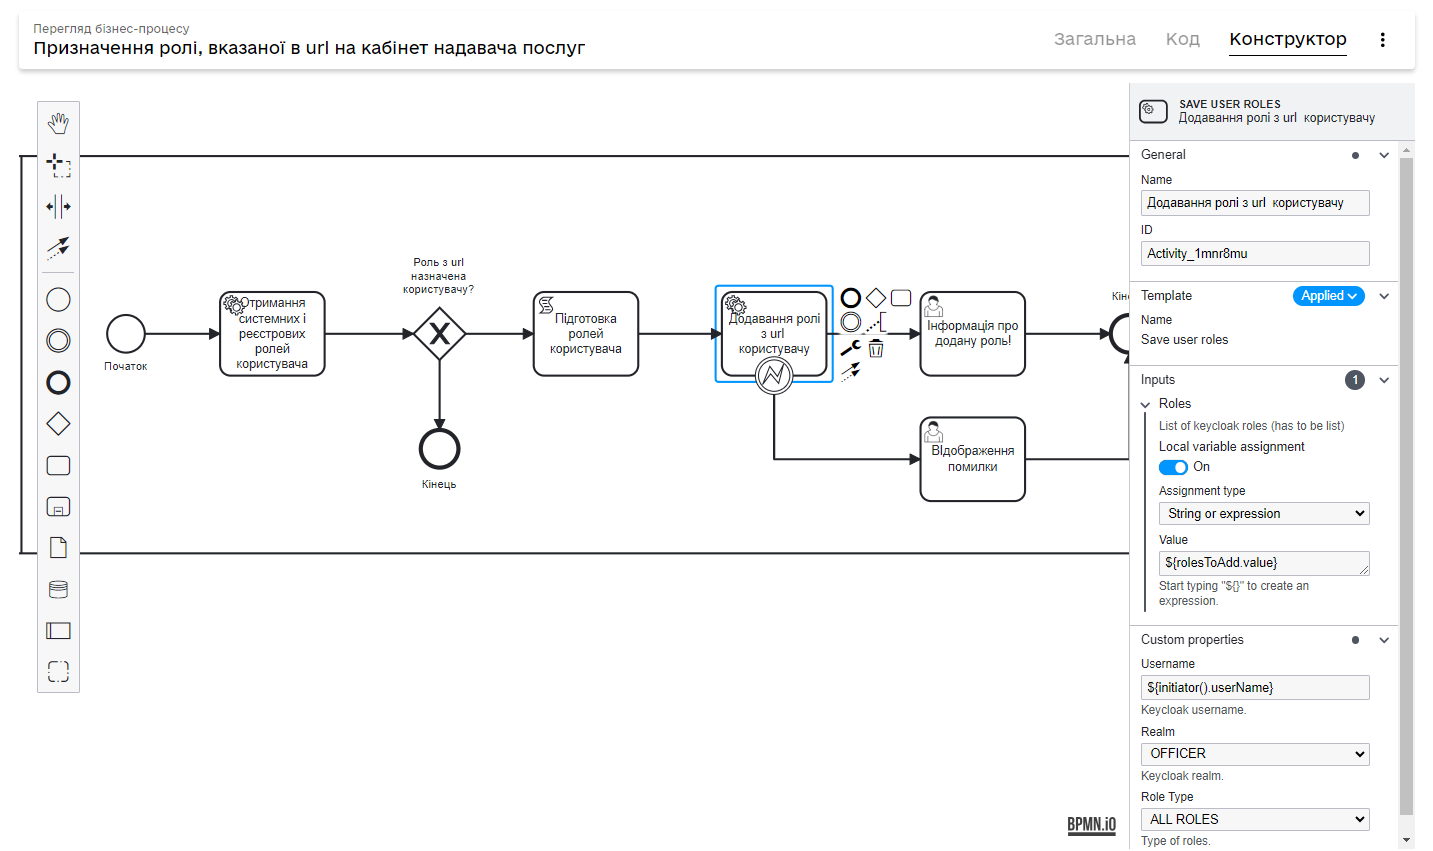 Перегляд бізнес-процесу
Призначення ролі, вказаної в url на кабінет надавача послуг
Загальна
Код
Конструктор
Початок
Отримання
системних і
реєстрових
ролей
користувача
Роль з url
назначена
користувачу?
Кінець
Підготовка
ролей
користувача
Додавання ролі
з url
користувачу
Інформація про
додану роль!
Відображення
помилки
Кін
BPMN.iO
SAVE USER ROLES
Додавання ролі з url  користувачу
General
Name
Додавання ролі з url  користувачу
ID
Activity_1mnr8mu
Template
Applied
Name
Save user roles
Inputs
1
Roles
List of keycloak roles (has to be list)
Local variable assignment
On
Assignment type
String or expression
Value
${rolesToAdd.value}
Start typing "${}" to create an
expression.
Custom properties
Username
${initiator().userName}
Keycloak username.
Realm
OFFICER
Keycloak realm.
Role Type
ALL ROLES
Type of roles.